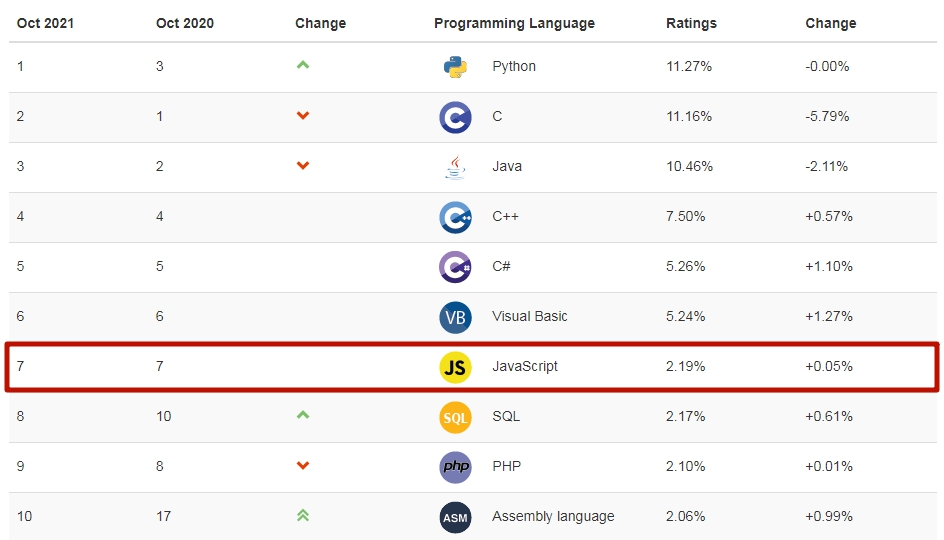 Oct 2021 Oct 2020 Change Programming Language Ratings Change
1 3 Python 11.27% -0.00%
2 1 C C 11.16% -5.79%
3 2 Java 10.46% -2.11%
4 4 C++ C++ 7.50% +0.57%
5 5 C# C# 5.26% +1.10%
6 6 VB Visual Basic 5.24% +1.27%
7 7 JS JavaScript 2.19% +0.05%
8 10 SQL SQL 2.17% +0.61%
9 8 php PHP 2.10% +0.01%
10 17 ASM Assembly language 2.06% +0.99%